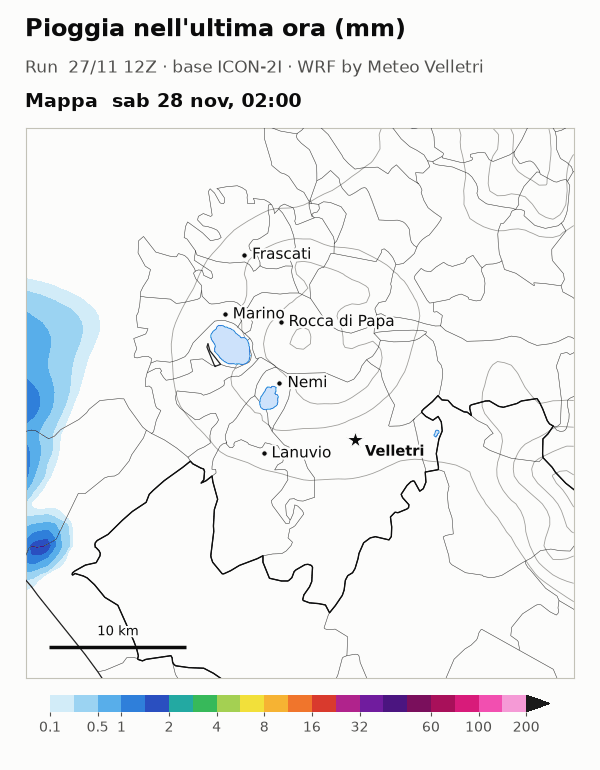 Pioggia nell'ultima ora (mm)
Run 27/11 12Z · base ICON-2I · WRF by Meteo Velletri
Mappa sab 28 nov, 02:00
Frascati
Marino
Rocca di Papa
Nemi
Velletri
Lanuvio
10 km
0.1 0.5 1 2 4 8 16 32 60 100 200